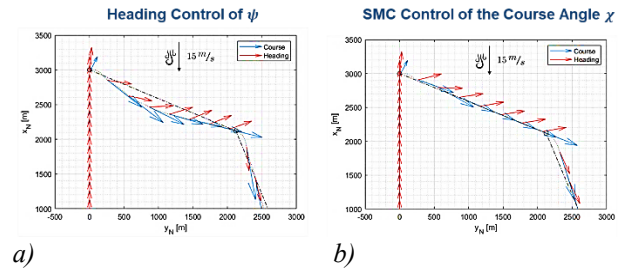 Heading Control of ψ
15 m/s
Course
Heading
3500
3000
2500
2000
1500
1000
x_N [m]
-500 0 500 1000 1500 2000 2500 3000
y_N [m]
a)
SMC Control of the Course Angle χ
15 m/s
Course
Heading
3500
3000
2500
2000
1500
1000
x_N [m]
-500 0 500 1000 1500 2000 2500 3000
y_N [m]
b)